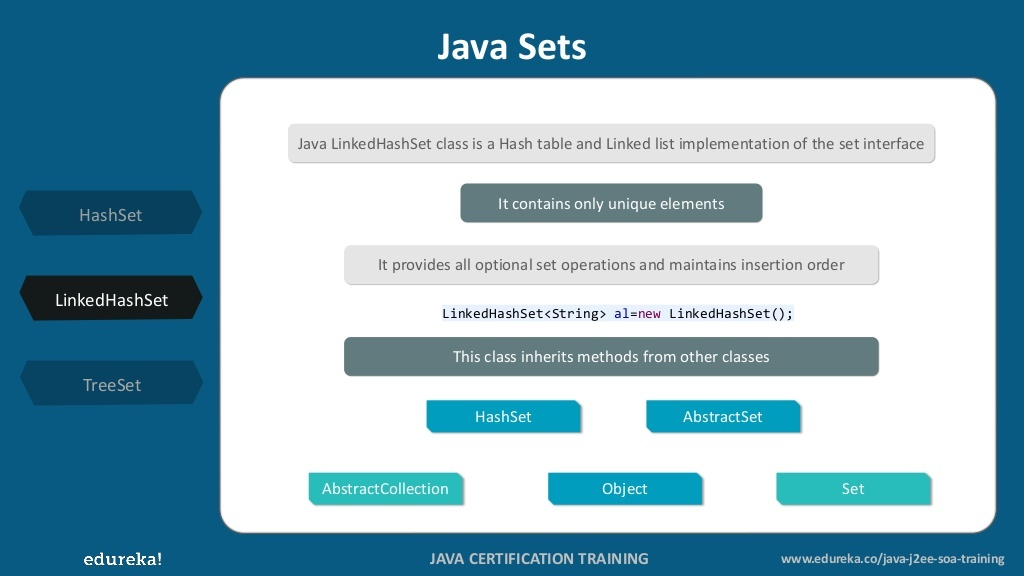 Java Sets
Java LinkedHashSet class is a Hash table and Linked list implementation of the set interface
It contains only unique elements
HashSet
It provides all optional set operations and maintains insertion order
LinkedHashSet
LinkedHashSet<String> al=new LinkedHashSet();
This class inherits methods from other classes
TreeSet
HashSet
AbstractSet
AbstractCollection
Object
Set
edureka!
JAVA CERTIFICATION TRAINING
www.edureka.co/java-j2ee-soa-training